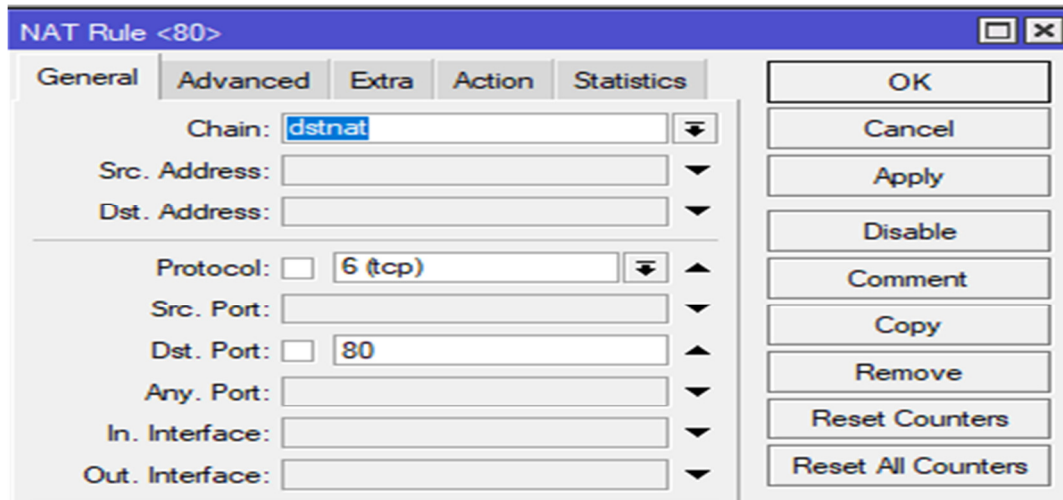 NAT Rule <80>
General Advanced Extra Action Statistics
Chain: dstnat
Src. Address:
Dst. Address:
Protocol: 6 (tcp)
Src. Port:
Dst. Port: 80
Any. Port:
In. Interface:
Out. Interface:
OK
Cancel
Apply
Disable
Comment
Copy
Remove
Reset Counters
Reset All Counters